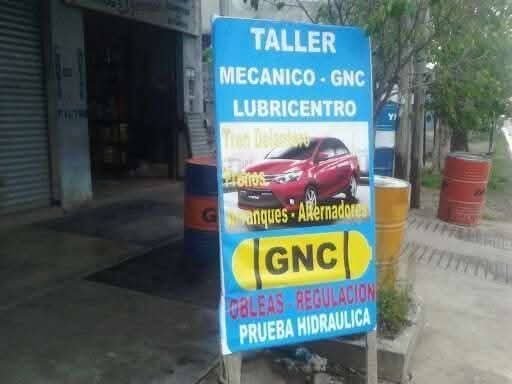 TALLER
MECANICO - GNC
LUBRICENTRO
Tren Delantero
Frenos
Arranques - Alternadores
GNC
OBLEAS - REGULACION
PRUEBA HIDRAULICA